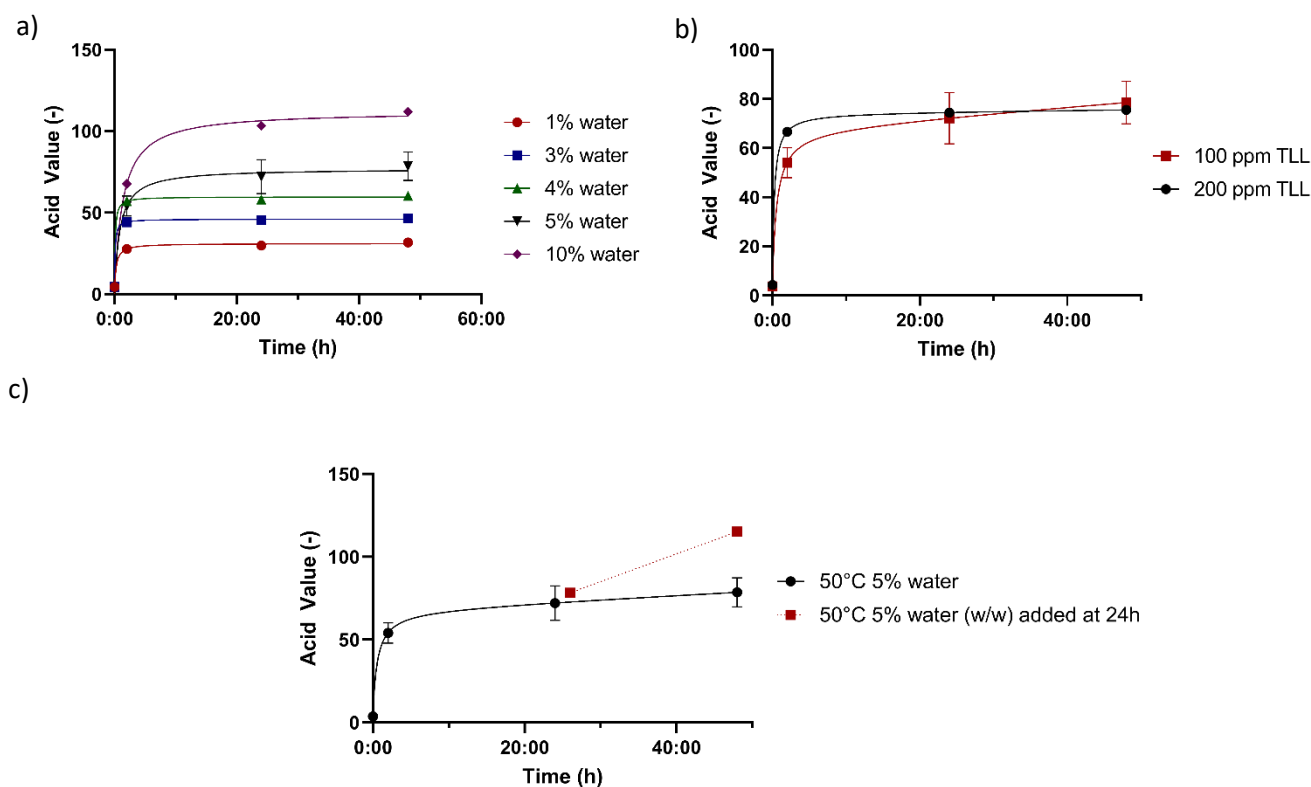 a)
150
100
50
0
0:00 20:00 40:00 60:00
Acid Value (-)
Time (h)
1% water
3% water
4% water
5% water
10% water
b)
100
80
60
40
20
0
0:00 20:00 40:00
Acid Value (-)
Time (h)
100 ppm TLL
200 ppm TLL
c)
150
100
50
0
0:00 20:00 40:00
Acid Value (-)
Time (h)
50°C 5% water
50°C 5% water (w/w) added at 24h